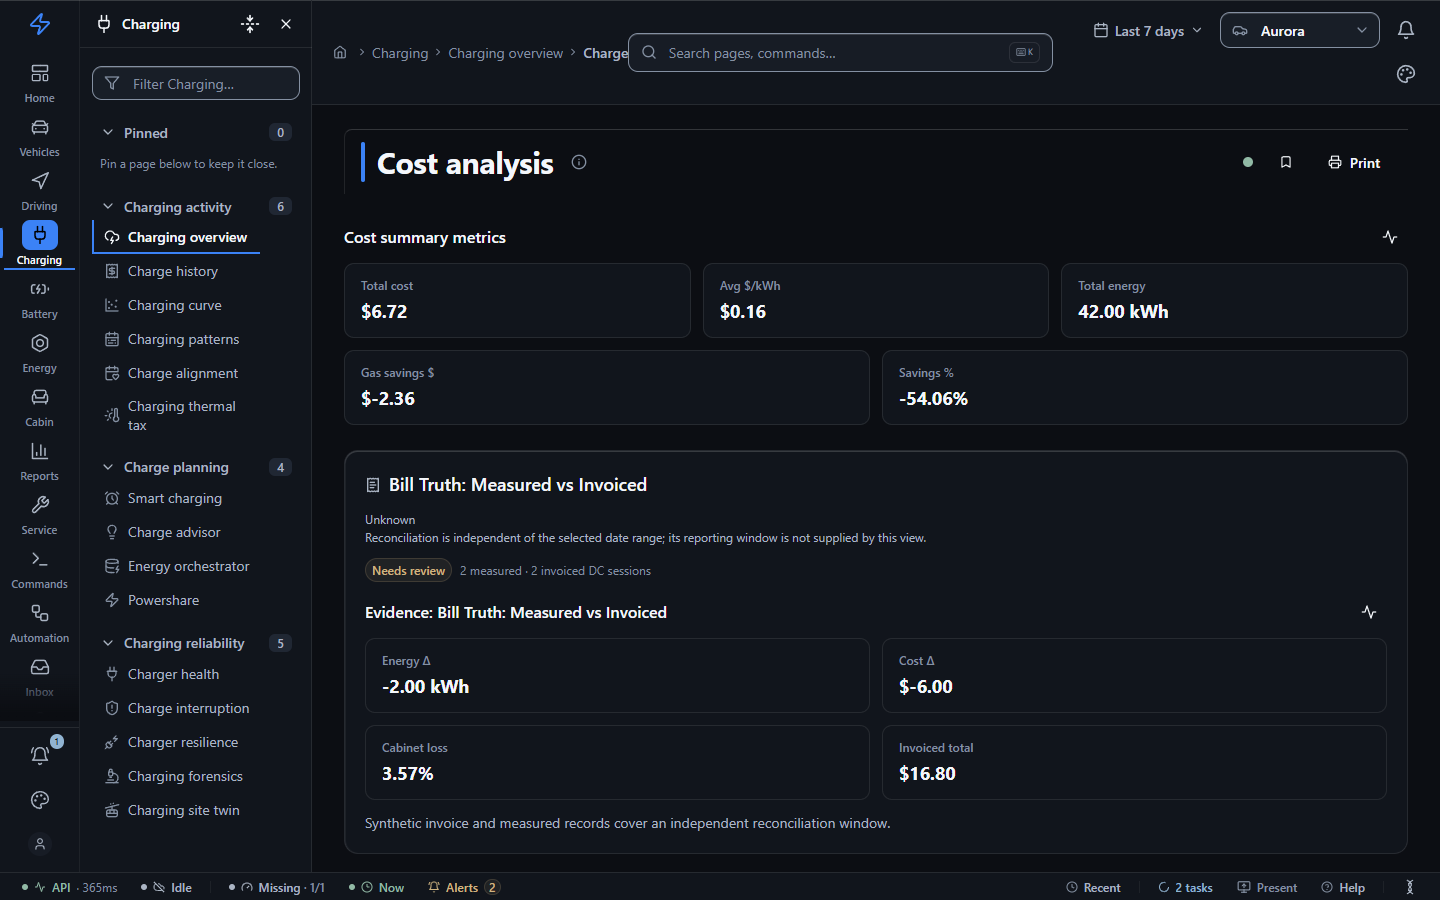 Home
Vehicles
Driving
Charging
Battery
Energy
Cabin
Reports
Service
Commands
Automation
Inbox
1
Charging
Filter Charging...
Pinned 0
Pin a page below to keep it close.
Charging activity 6
Charging overview
Charge history
Charging curve
Charging patterns
Charge alignment
Charging thermal
tax
Charge planning 4
Smart charging
Charge advisor
Energy orchestrator
Powershare
Charging reliability 5
Charger health
Charge interruption
Charger resilience
Charging forensics
Charging site twin
Charging > Charging overview > Charge
Search pages, commands... K
Last 7 days
Aurora
Cost analysis
Print
Cost summary metrics
Total cost
$6.72
Avg $/kWh
$0.16
Total energy
42.00 kWh
Gas savings $
$-2.36
Savings %
-54.06%
Bill Truth: Measured vs Invoiced
Unknown
Reconciliation is independent of the selected date range; its reporting window is not supplied by this view.
Needs review 2 measured · 2 invoiced DC sessions
Evidence: Bill Truth: Measured vs Invoiced
Energy Δ
-2.00 kWh
Cost Δ
$-6.00
Cabinet loss
3.57%
Invoiced total
$16.80
Synthetic invoice and measured records cover an independent reconciliation window.
API · 365ms Idle Missing · 1/1 Now Alerts 2 Recent 2 tasks Present Help